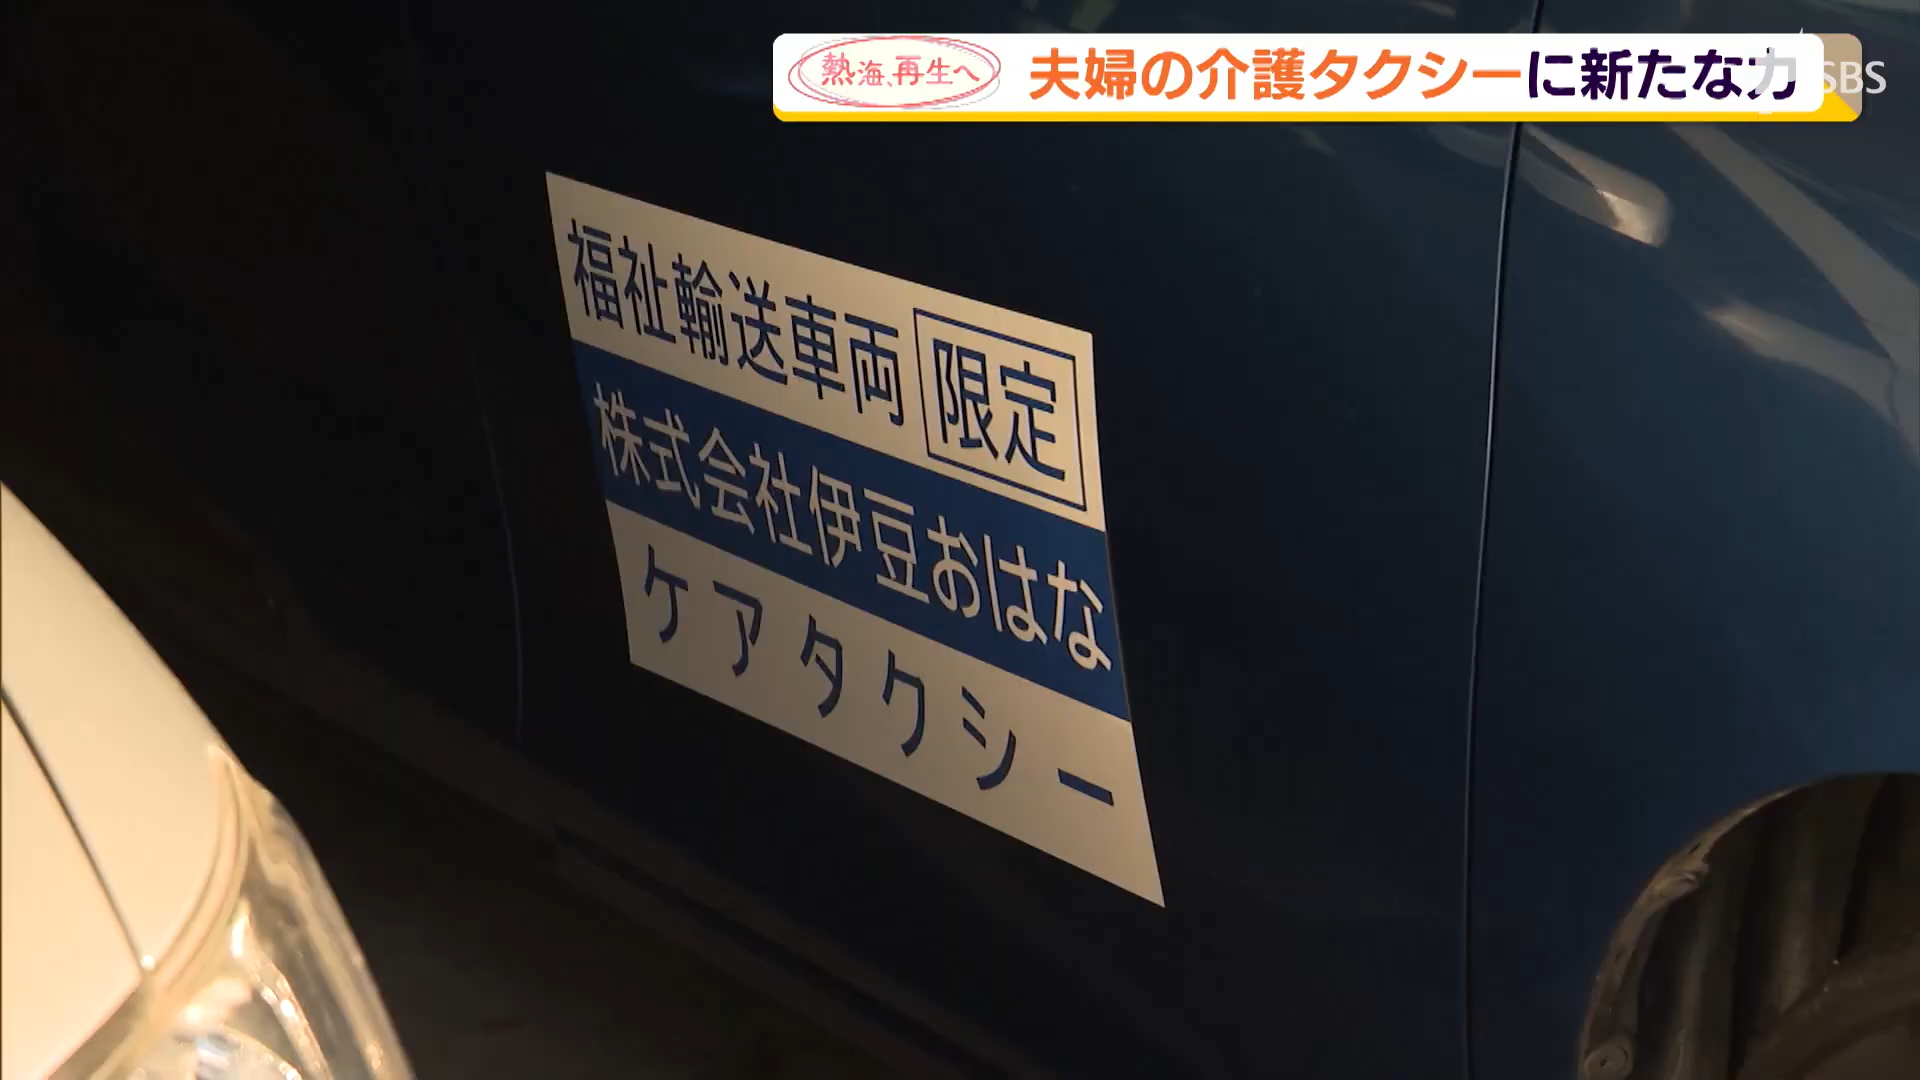 熱海、再生へ
夫婦の介護タクシーに新たな力
SBS
福祉輸送車両 限定
株式会社伊豆おはな
ケアタクシー